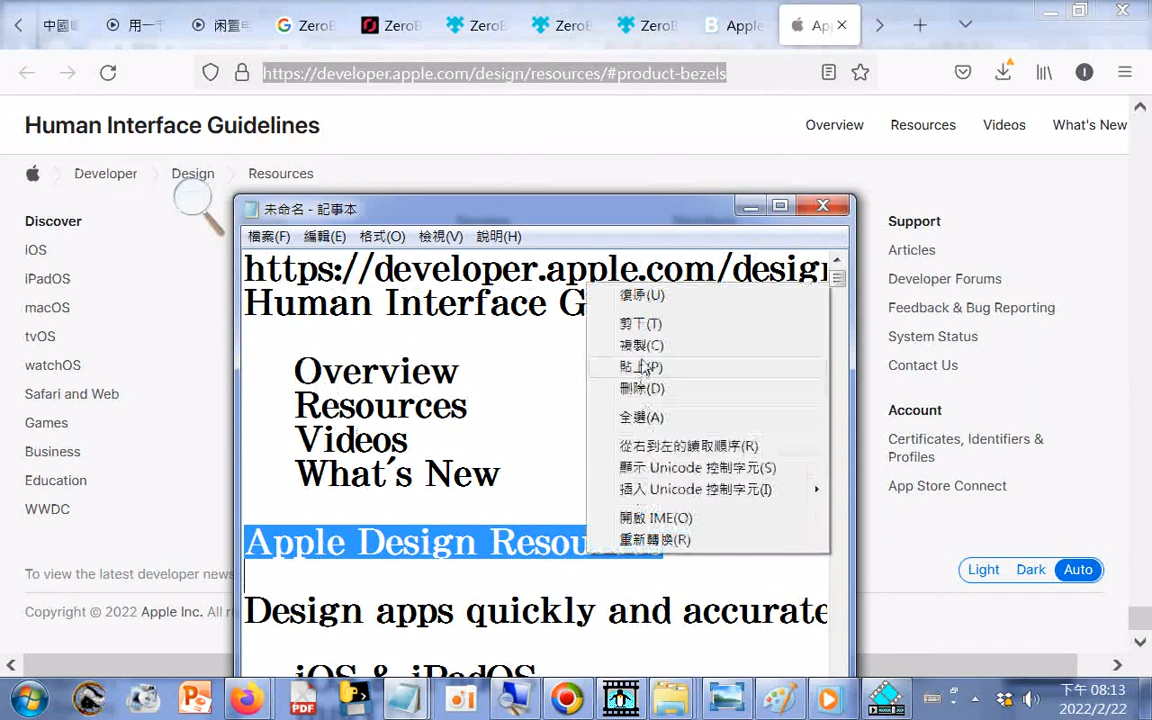 中國
用一
闲置
ZeroB
ZeroB
ZeroB
ZeroB
ZeroB
Apple
App
https://developer.apple.com/design/resources/#product-bezels
Human Interface Guidelines
Overview
Resources
Videos
What's New
Developer
Design
Resources
Discover
iOS
iPadOS
macOS
tvOS
watchOS
Safari and Web
Games
Business
Education
WWDC
未命名 - 記事本
檔案(F)
編輯(E)
格式(O)
檢視(V)
說明(H)
https://developer.apple.com/design
Human Interface G
Overview
Resources
Videos
What's New
Apple Design Resou
Design apps quickly and accurate
iOS & iPadOS
復原(U)
剪下(T)
複製(C)
貼上(P)
刪除(D)
全選(A)
從右到左的讀取順序(R)
顯示 Unicode 控制字元(S)
插入 Unicode 控制字元(I)
開啟 IME(O)
重新轉換(R)
Support
Articles
Developer Forums
Feedback & Bug Reporting
System Status
Contact Us
Account
Certificates, Identifiers &
Profiles
App Store Connect
To view the latest developer news
Light
Dark
Auto
Copyright © 2022 Apple Inc. All r
PDF
下午 08:13
2022/2/22